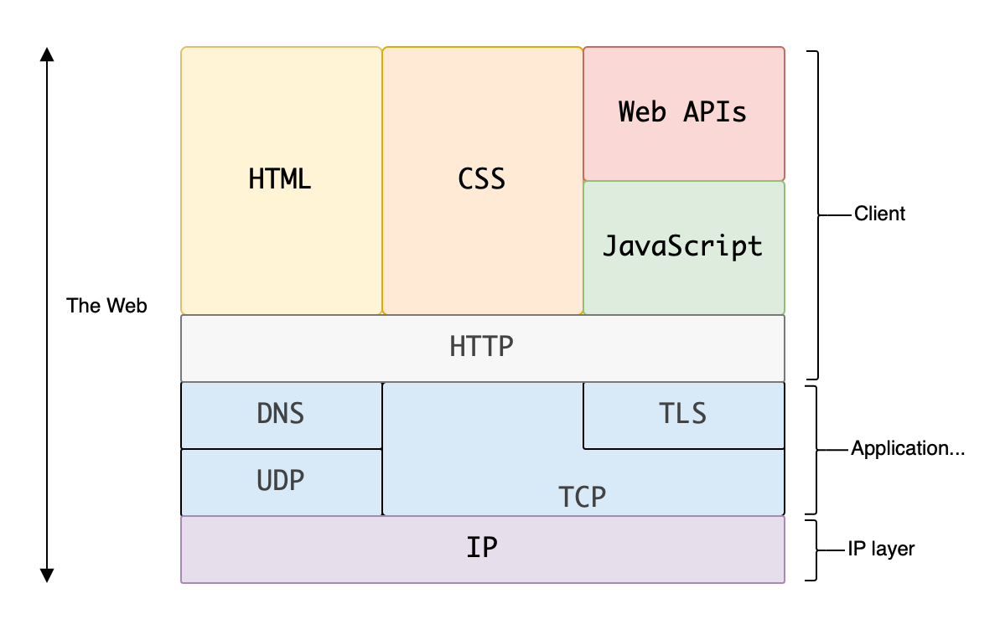 Web APIs
HTML
CSS
Client
JavaScript
The Web
HTTP
DNS
TLS
Application...
UDP
TCP
IP
IP layer